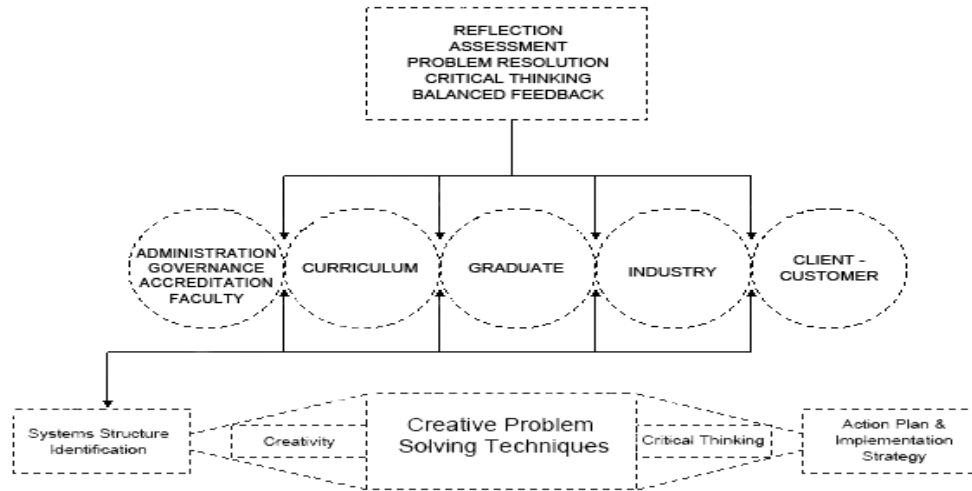 REFLECTION
ASSESSMENT
PROBLEM RESOLUTION
CRITICAL THINKING
BALANCED FEEDBACK
ADMINISTRATION
GOVERNANCE
ACCREDITATION
FACULTY
CURRICULUM
GRADUATE
INDUSTRY
CLIENT -
CUSTOMER
Systems Structure
Identification
Creativity
Creative Problem
Solving Techniques
Critical Thinking
Action Plan &
Implementation
Strategy